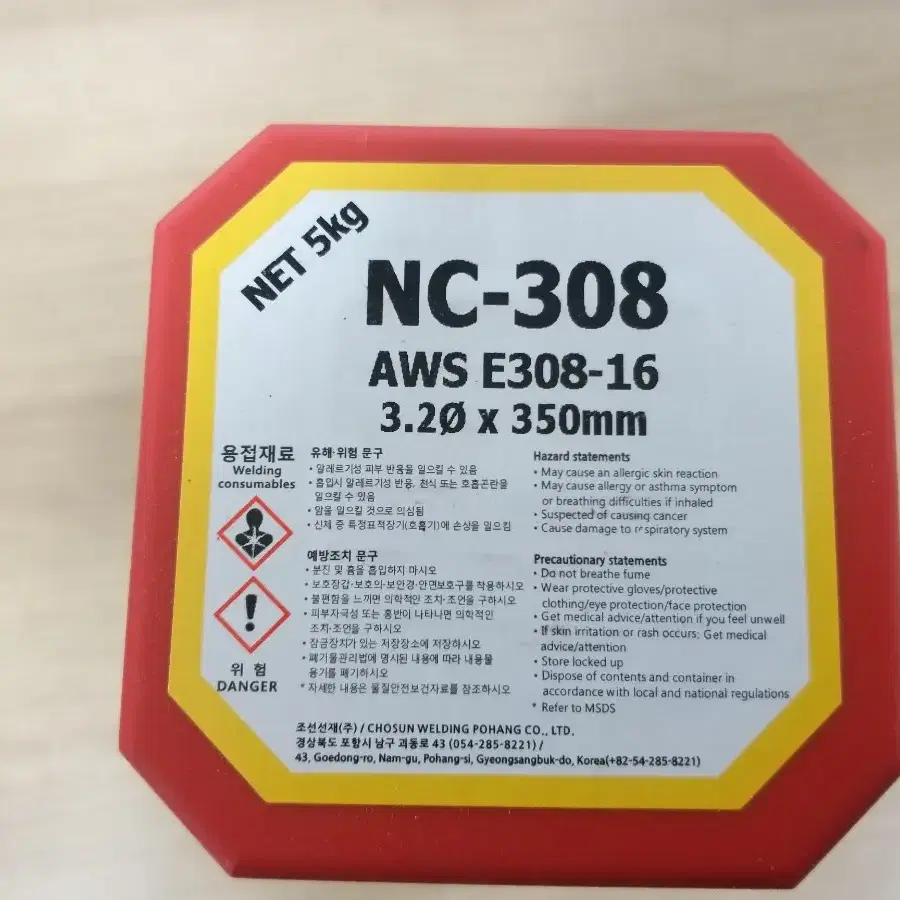 NET 5kg
NC-308
AWS E308-16
3.2Ø x 350mm
용접재료
Welding
consumables
위 험
DANGER
유해·위험 문구
• 알레르기성 피부 반응을 일으킬 수 있음
• 흡입시 알레르기성 반응, 천식 또는 호흡곤란을
일으킬 수 있음
• 암을 일으킬 것으로 의심됨
• 신체 중 특정표적장기(호흡기)에 손상을 일으킴
예방조치 문구
• 분진 및 흄을 흡입하지 마시오
• 보호장갑·보호의·보안경·안면보호구를 착용하시오
• 불편함을 느끼면 의학적인 조치·조언을 구하시오
• 피부자극성 또는 홍반이 나타나면 의학적인
조치·조언을 구하시오
• 잠금장치가 있는 저장장소에 저장하시오
• 폐기물관리법에 명시된 내용에 따라 내용물
용기를 폐기하시오
* 자세한 내용은 물질안전보건자료를 참조하시오
Hazard statements
• May cause an allergic skin reaction
• May cause allergy or asthma symptom
or breathing difficulties if inhaled
• Suspected of causing cancer
• Cause damage to respiratory system
Precautionary statements
• Do not breathe fume
• Wear protective gloves/protective
clothing/eye protection/face protection
• Get medical advice/attention if you feel unwell
• If skin irritation or rash occurs: Get medical
advice/attention
• Store locked up
• Dispose of contents and container in
accordance with local and national regulations
* Refer to MSDS
조선선재(주) / CHOSUN WELDING POHANG CO., LTD.
경상북도 포항시 남구 괴동로 43 (054-285-8221) /
43, Goedong-ro, Nam-gu, Pohang-si, Gyeongsangbuk-do, Korea(+82-54-285-8221)